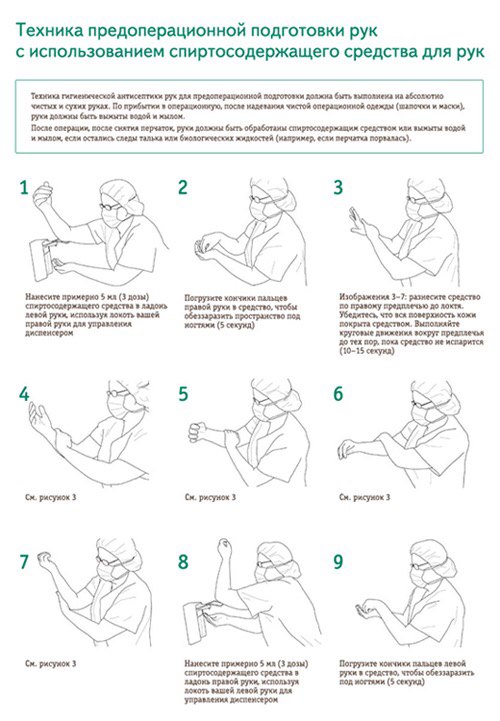 Техника предоперационной подготовки рук
с использованием спиртосодержащего средства для рук
Техника гигиенической антисептики рук для предоперационной подготовки должна быть выполнена на абсолютно
чистых и сухих руках. По прибытии в операционную, после надевания чистой операционной одежды (шапочки и маски),
руки должны быть вымыты водой и мылом.
После операции, после снятия перчаток, руки должны быть обработаны спиртосодержащим средством или вымыты водой
и мылом, если остались следы талька или биологических жидкостей (например, если перчатка порвалась).
1
Нанесите примерно 5 мл (3 дозы)
спиртосодержащего средства в ладонь
левой руки, используя локоть вашей
правой руки для управления
диспенсером
2
Погрузите кончики пальцев
правой руки в средство, чтобы
обеззаразить пространство под
ногтями (5 секунд)
3
Изображения 3–7: разнесите средство
по правому предплечью до локтя.
Убедитесь, что вся поверхность кожи
покрыта средством. Выполняйте
круговые движения вокруг предплечья
до тех пор, пока средство не испарится
(10–15 секунд)
4
См. рисунок 3
5
См. рисунок 3
6
См. рисунок 3
7
См. рисунок 3
8
Нанесите примерно 5 мл (3 дозы)
спиртосодержащего средства в
ладонь правой руки, используя
локоть вашей левой руки для
управления диспенсером
9
Погрузите кончики пальцев левой
руки в средство, чтобы обеззаразить
под ногтями (5 секунд)